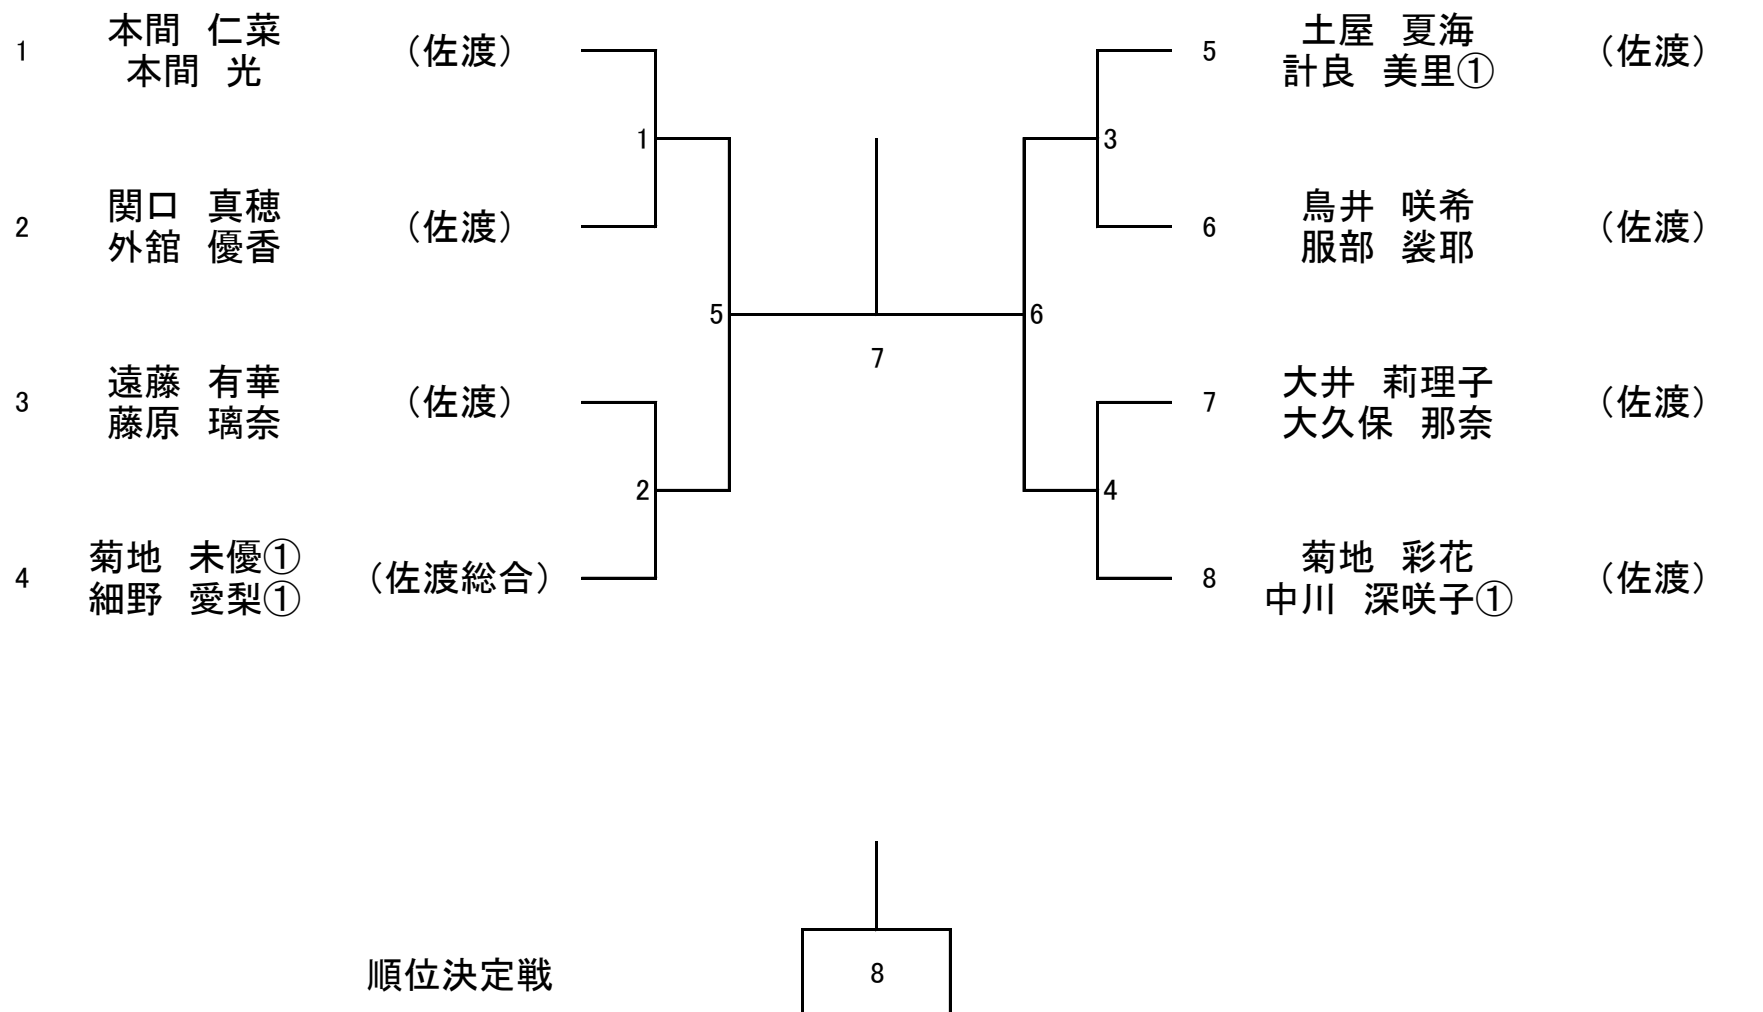 1 本間　仁菜 （佐渡）
本間　光
2 関口　真穂 （佐渡）
外舘　優香
3 遠藤　有華 （佐渡）
藤原　璃奈
4 菊地　未優① （佐渡総合）
細野　愛梨①
1
2
5
7
6
3
4
5 土屋　夏海 （佐渡）
計良　美里①
6 鳥井　咲希 （佐渡）
服部　裟耶
7 大井　莉理子 （佐渡）
大久保　那奈
8 菊地　彩花 （佐渡）
中川　深咲子①
順位決定戦 8